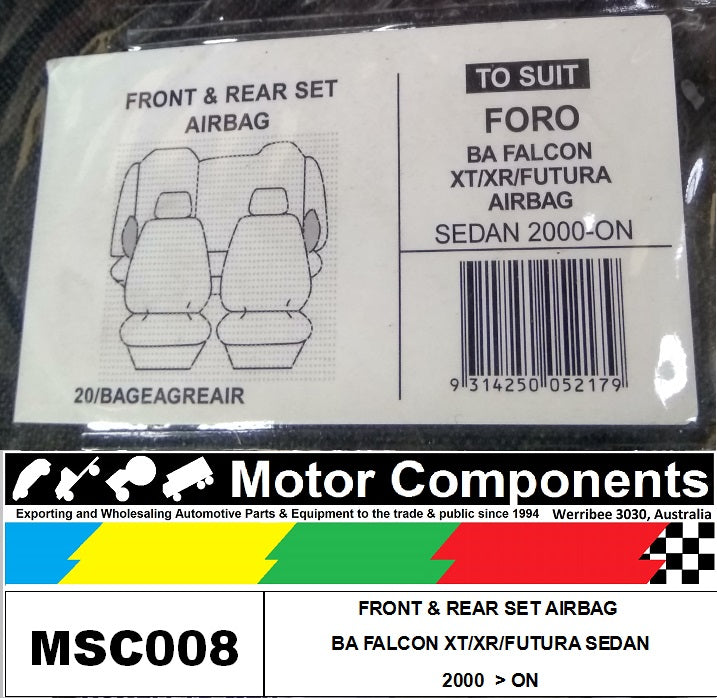 FRONT & REAR SET
AIRBAG
20/BAGEAGREAIR
TO SUIT
FORO
BA FALCON
XT/XR/FUTURA
AIRBAG
SEDAN 2000-ON
9 314250 052179
Motor Components
Exporting and Wholesaling Automotive Parts & Equipment to the trade & public since 1994 Werribee 3030, Australia
MSC008
FRONT & REAR SET AIRBAG
BA FALCON XT/XR/FUTURA SEDAN
2000 > ON